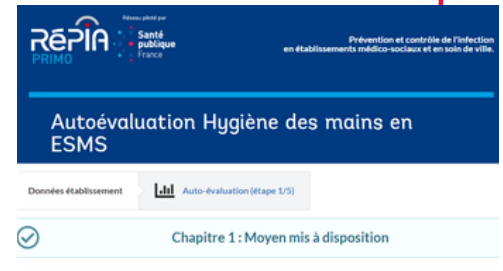 Réseau piloté par
RéPIA
PRIMO
Santé
publique
France
Prévention et contrôle de l'infection
en établissements médico-sociaux et en soin de ville.
Autoévaluation Hygiène des mains en
ESMS
Données établissement
Auto-évaluation (étape 1/5)
Chapitre 1 : Moyen mis à disposition